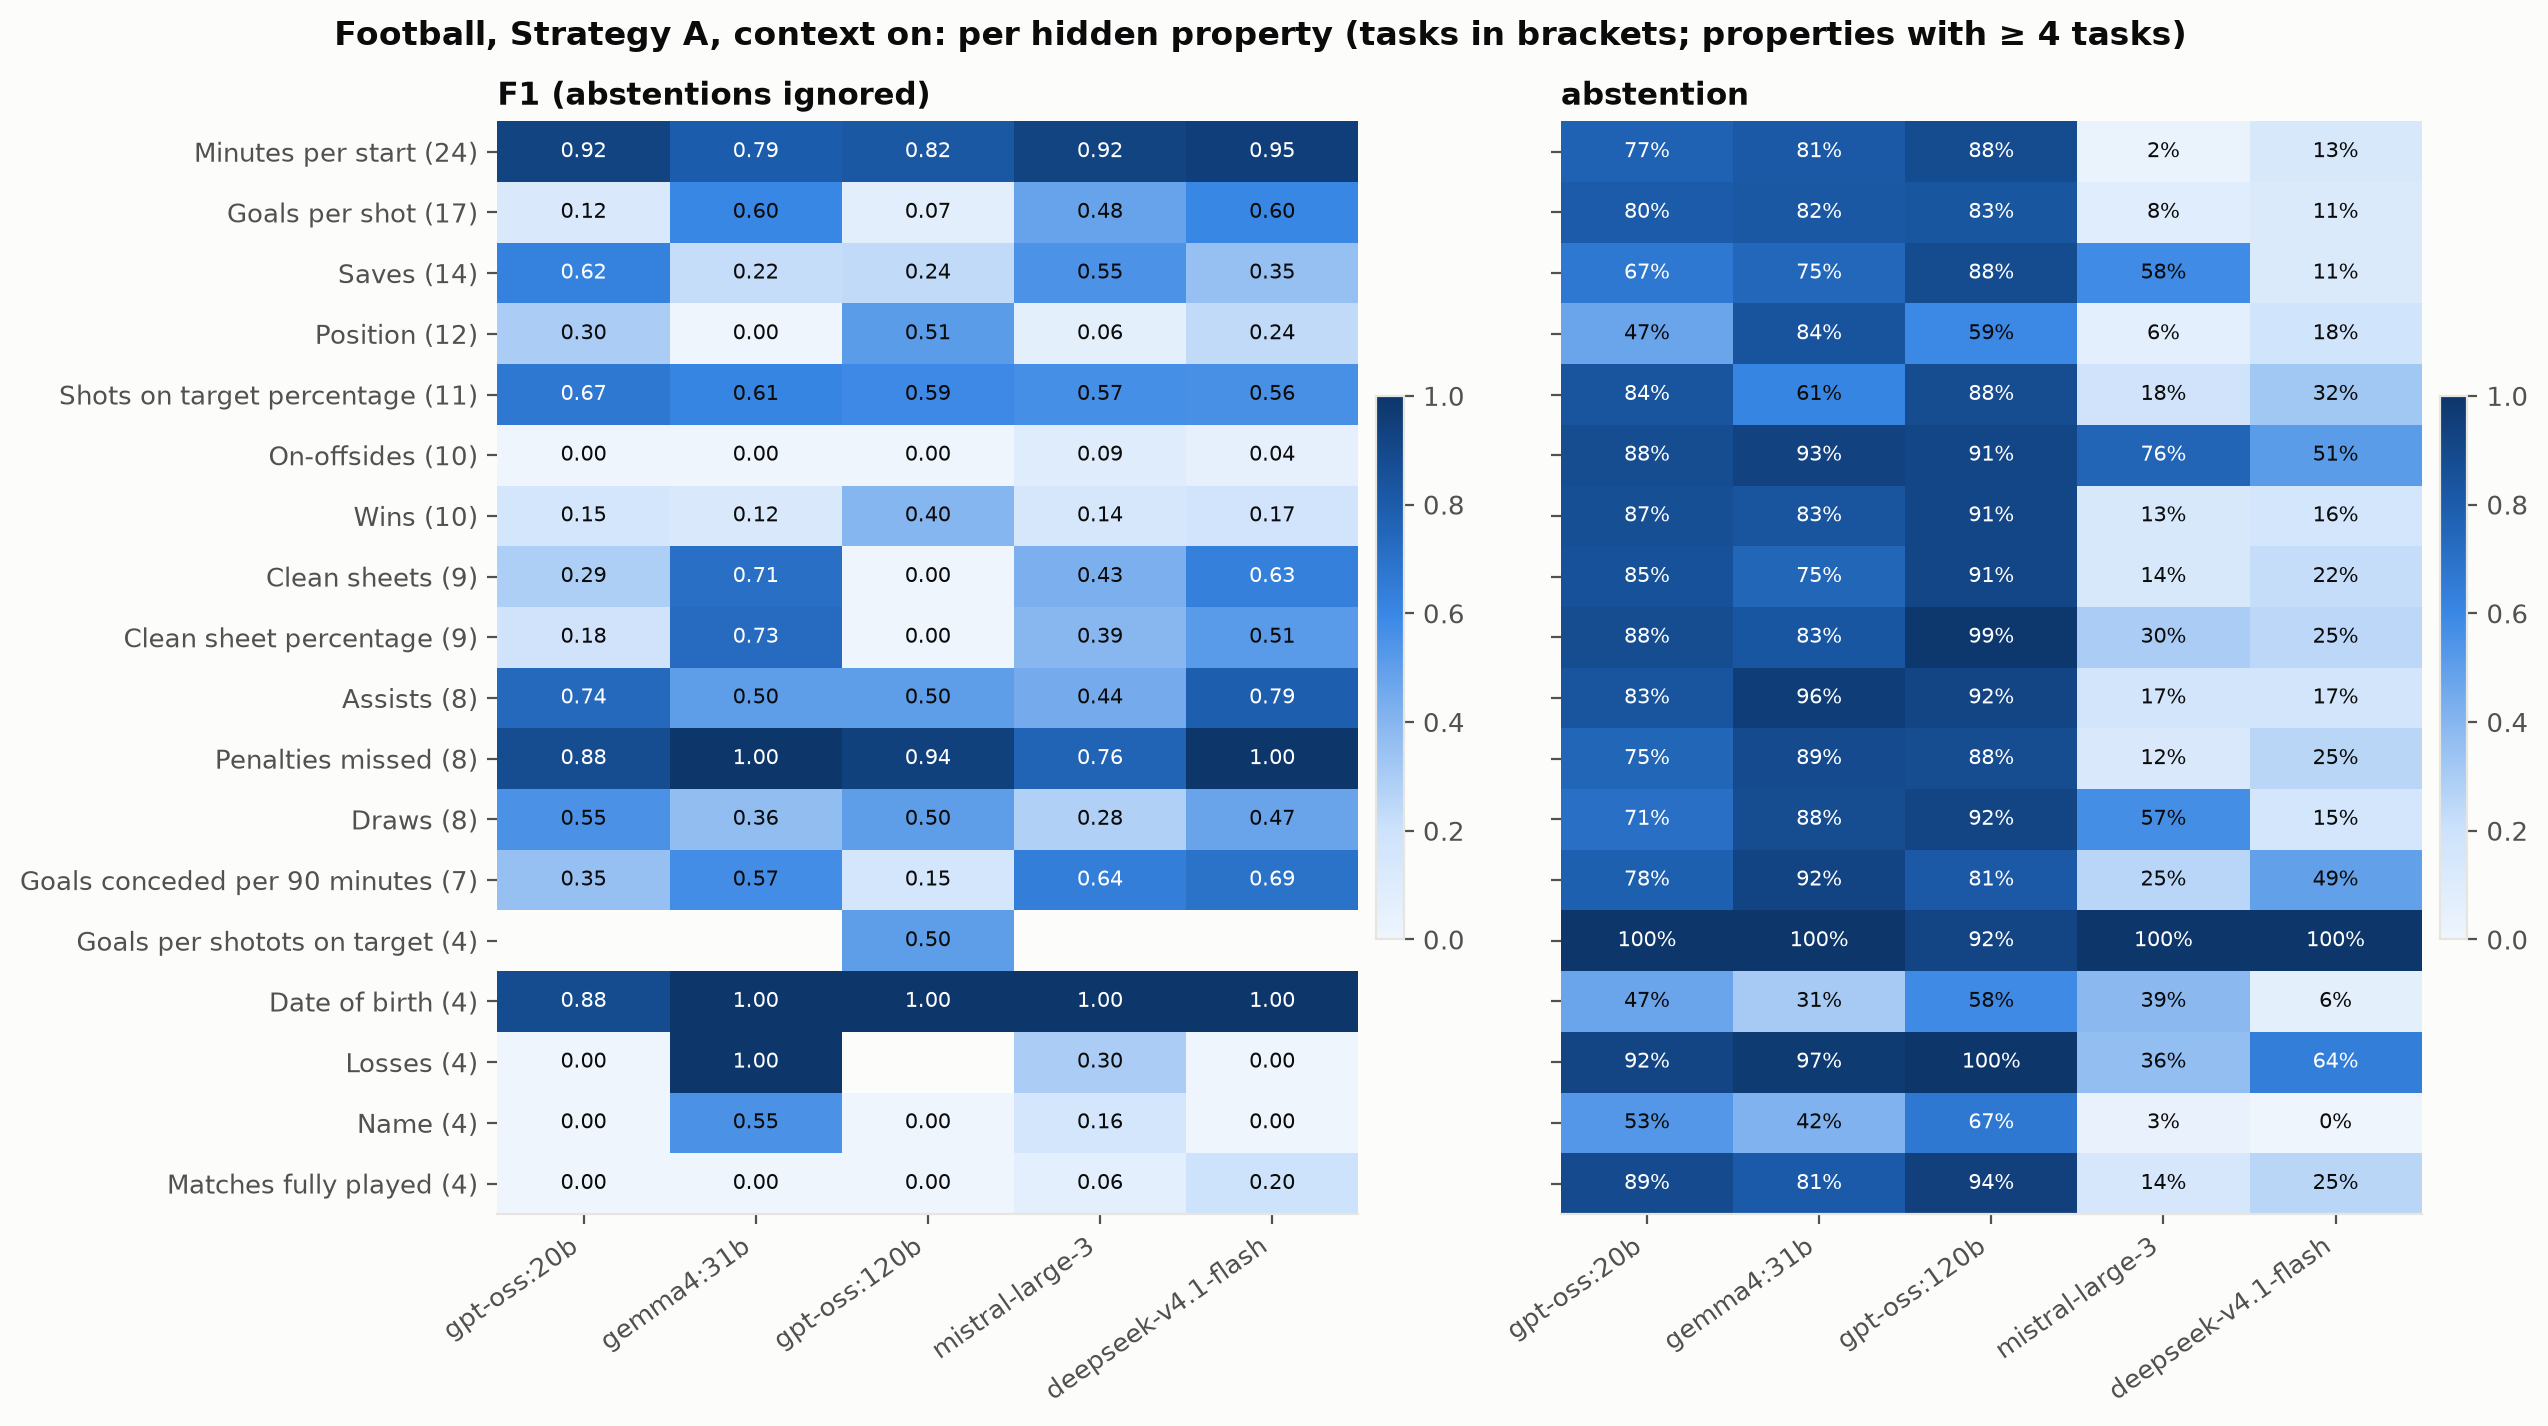 Football, Strategy A, context on: per hidden property (tasks in brackets; properties with ≥ 4 tasks)
F1 (abstentions ignored)
abstention
Minutes per start (24) 0.92 0.79 0.82 0.92 0.95 77% 81% 88% 2% 13%
Goals per shot (17) 0.12 0.60 0.07 0.48 0.60 80% 82% 83% 8% 11%
Saves (14) 0.62 0.22 0.24 0.55 0.35 67% 75% 88% 58% 11%
Position (12) 0.30 0.00 0.51 0.06 0.24 47% 84% 59% 6% 18%
Shots on target percentage (11) 0.67 0.61 0.59 0.57 0.56 84% 61% 88% 18% 32%
On-offsides (10) 0.00 0.00 0.00 0.09 0.04 88% 93% 91% 76% 51%
Wins (10) 0.15 0.12 0.40 0.14 0.17 87% 83% 91% 13% 16%
Clean sheets (9) 0.29 0.71 0.00 0.43 0.63 85% 75% 91% 14% 22%
Clean sheet percentage (9) 0.18 0.73 0.00 0.39 0.51 88% 83% 99% 30% 25%
Assists (8) 0.74 0.50 0.50 0.44 0.79 83% 96% 92% 17% 17%
Penalties missed (8) 0.88 1.00 0.94 0.76 1.00 75% 89% 88% 12% 25%
Draws (8) 0.55 0.36 0.50 0.28 0.47 71% 88% 92% 57% 15%
Goals conceded per 90 minutes (7) 0.35 0.57 0.15 0.64 0.69 78% 92% 81% 25% 49%
Goals per shotots on target (4) 0.50 100% 100% 92% 100% 100%
Date of birth (4) 0.88 1.00 1.00 1.00 1.00 47% 31% 58% 39% 6%
Losses (4) 0.00 1.00 0.30 0.00 92% 97% 100% 36% 64%
Name (4) 0.00 0.55 0.00 0.16 0.00 53% 42% 67% 3% 0%
Matches fully played (4) 0.00 0.00 0.00 0.06 0.20 89% 81% 94% 14% 25%
gpt-oss:20b gemma4:31b gpt-oss:120b mistral-large-3 deepseek-v4.1-flash
gpt-oss:20b gemma4:31b gpt-oss:120b mistral-large-3 deepseek-v4.1-flash
1.0
0.8
0.6
0.4
0.2
0.0
1.0
0.8
0.6
0.4
0.2
0.0